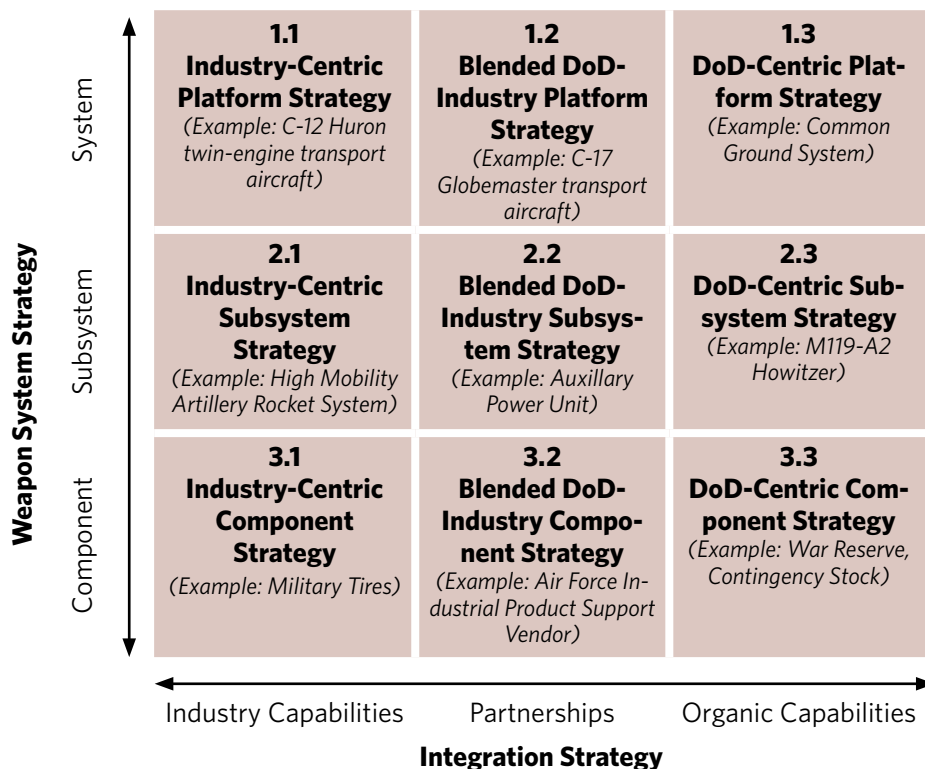 Weapon System Strategy
System
1.1
Industry-Centric
Platform Strategy
(Example: C-12 Huron
twin-engine transport
aircraft)
1.2
Blended DoD-
Industry Platform
Strategy
(Example: C-17
Globemaster transport
aircraft)
1.3
DoD-Centric Plat-
form Strategy
(Example: Common
Ground System)
Subsystem
2.1
Industry-Centric
Subsystem
Strategy
(Example: High Mobility
Artillery Rocket System)
2.2
Blended DoD-
Industry Subsys-
tem Strategy
(Example: Auxillary
Power Unit)
2.3
DoD-Centric Sub-
system Strategy
(Example: M119-A2
Howitzer)
Component
3.1
Industry-Centric
Component
Strategy
(Example: Military Tires)
3.2
Blended DoD-
Industry Compo-
nent Strategy
(Example: Air Force In-
dustrial Product Support
Vendor)
3.3
DoD-Centric Com-
ponent Strategy
(Example: War Reserve,
Contingency Stock)
Industry Capabilities
Partnerships
Organic Capabilities
Integration Strategy